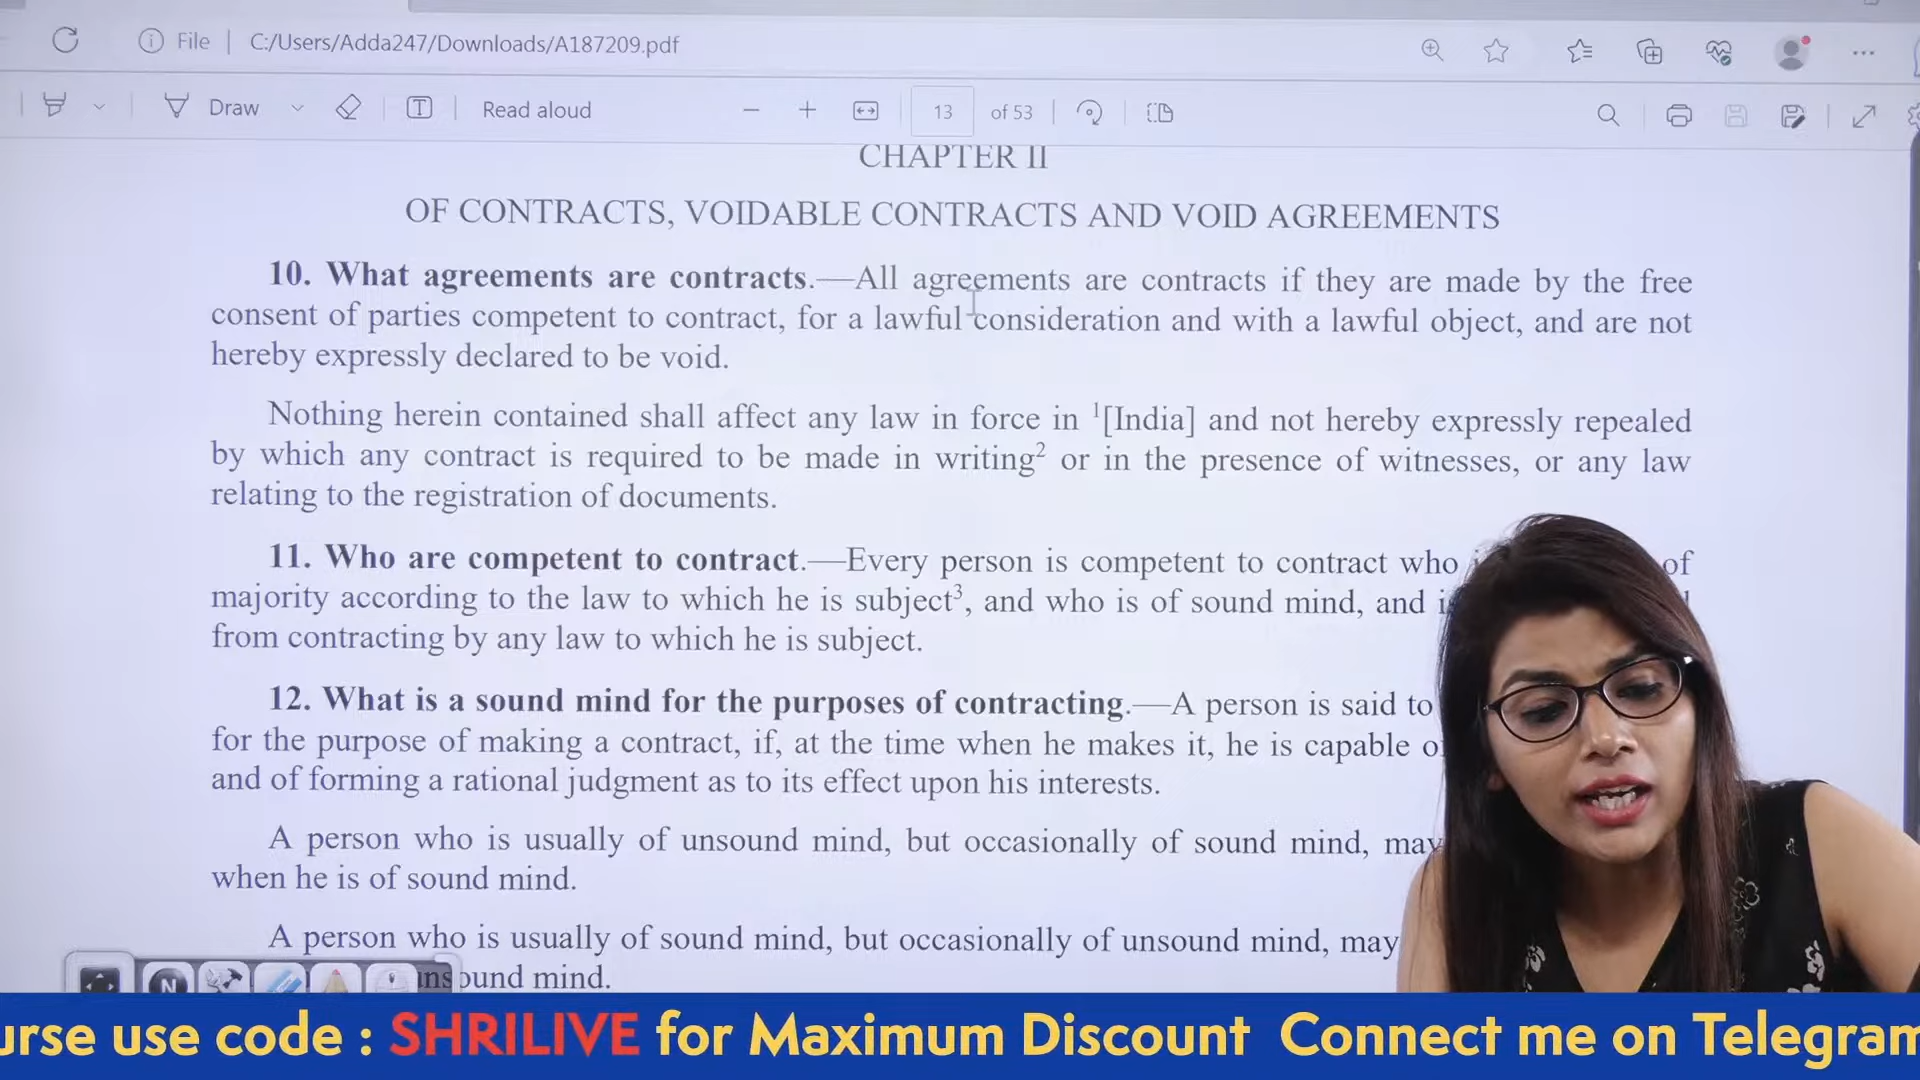 File | C:/Users/Adda247/Downloads/A187209.pdf
Draw Read aloud 13 of 53
CHAPTER II
OF CONTRACTS, VOIDABLE CONTRACTS AND VOID AGREEMENTS
10. What agreements are contracts.—All agreements are contracts if they are made by the free
consent of parties competent to contract, for a lawful consideration and with a lawful object, and are not
hereby expressly declared to be void.
Nothing herein contained shall affect any law in force in ¹[India] and not hereby expressly repealed
by which any contract is required to be made in writing² or in the presence of witnesses, or any law
relating to the registration of documents.
11. Who are competent to contract.—Every person is competent to contract who of
majority according to the law to which he is subject³, and who is of sound mind, and
from contracting by any law to which he is subject.
12. What is a sound mind for the purposes of contracting.—A person is said to
for the purpose of making a contract, if, at the time when he makes it, he is capable
and of forming a rational judgment as to its effect upon his interests.
A person who is usually of unsound mind, but occasionally of sound mind, may
when he is of sound mind.
A person who is usually of sound mind, but occasionally of unsound mind, may
unsound mind.
urse use code : SHRILIVE for Maximum Discount Connect me on Telegram